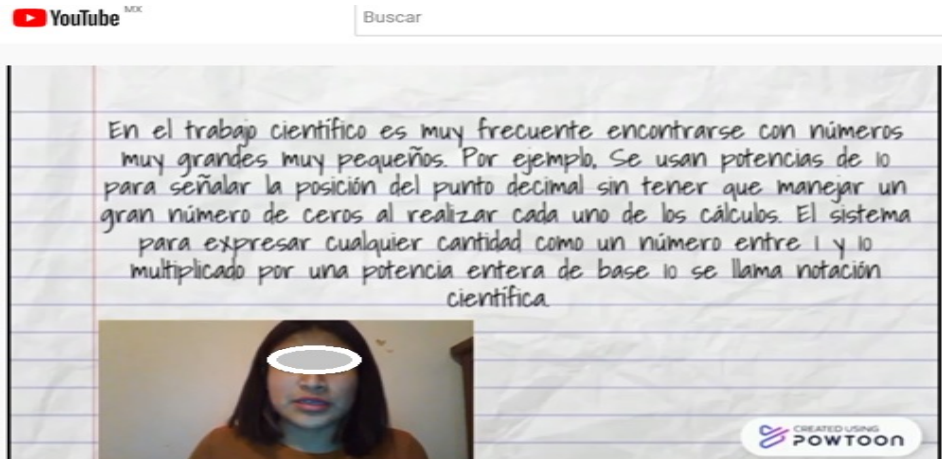 YouTube MX
Buscar
En el trabajo científico es muy frecuente encontrarse con números
muy grandes muy pequeños. Por ejemplo, Se usan potencias de 10
para señalar la posición del punto decimal sin tener que manejar un
gran número de ceros al realizar cada uno de los cálculos. El sistema
para expresar cualquier cantidad como un número entre 1 y 10
multiplicado por una potencia entera de base 10 se llama notación
científica.
CREATED USING
POWTOON